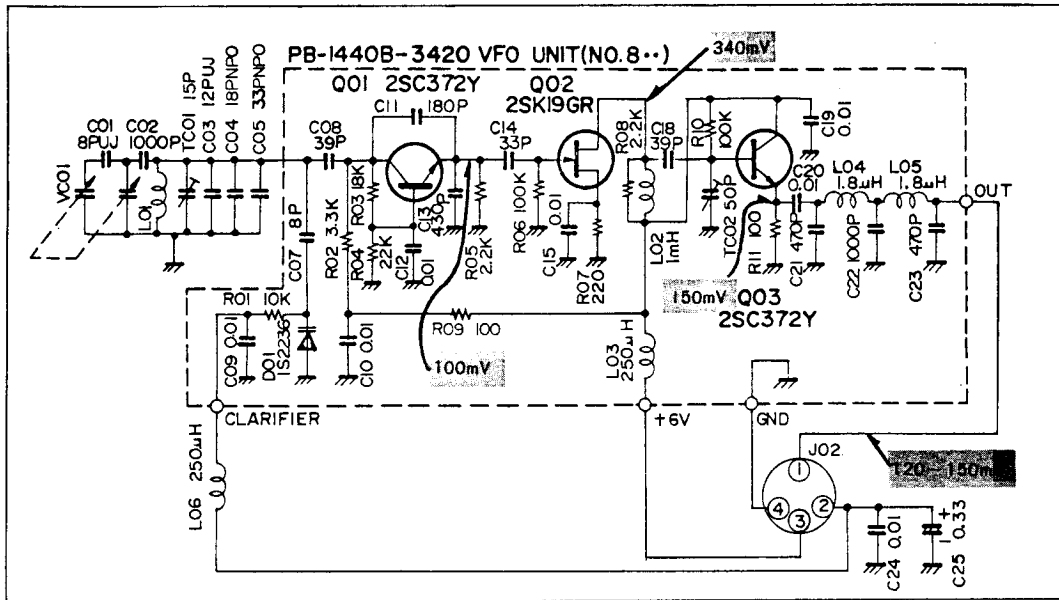 PB-1440B-3420 VFO UNIT(NO.8··)
340mV
Q01 2SC372Y
Q02
2SK19GR
C01
8PUJ
C02
1000P
TC01 15P
C03 12PUJ
C04 18PNPO
C05 33PNPO
VC01
L01
C08
39P
C11
180P
C14
33P
R08
2.2K
C18
39P
R10
100K
C19
0.01
C07 8P
R02 3.3K
R03 18K
R04 22K
C12
0.01
C13
430P
R05
2.2K
R06 100K
C15
0.01
R07
220
L02
1mH
TC02 50P
R11 100
C20
0.01
C21 470P
L04
1.8μH
C22 1000P
L05
1.8μH
C23 470P
OUT
150mV
Q03
2SC372Y
R01 10K
C09 0.01
D01
1S2236
C10 0.01
R09 100
100mV
L03
250μH
CLARIFIER
+6V
GND
L06 250μH
J02
1
2
3
4
120-150m
C24 0.01
+
−
C25 0.33